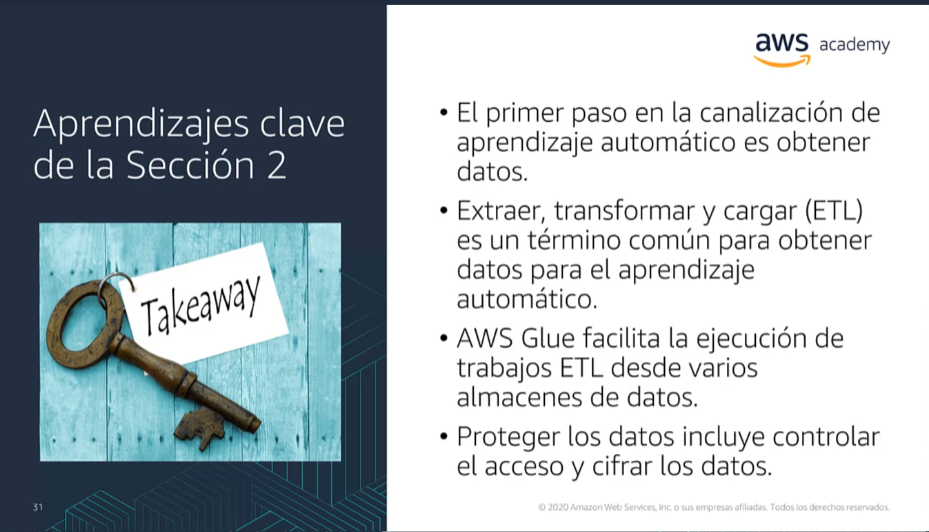 aws academy
Aprendizajes clave
de la Sección 2
Takeaway
• El primer paso en la canalización de
aprendizaje automático es obtener
datos.
• Extraer, transformar y cargar (ETL)
es un término común para obtener
datos para el aprendizaje
automático.
• AWS Glue facilita la ejecución de
trabajos ETL desde varios
almacenes de datos.
• Proteger los datos incluye controlar
el acceso y cifrar los datos.
31
© 2020 Amazon Web Services, Inc. o sus empresas afiliadas. Todos los derechos reservados.